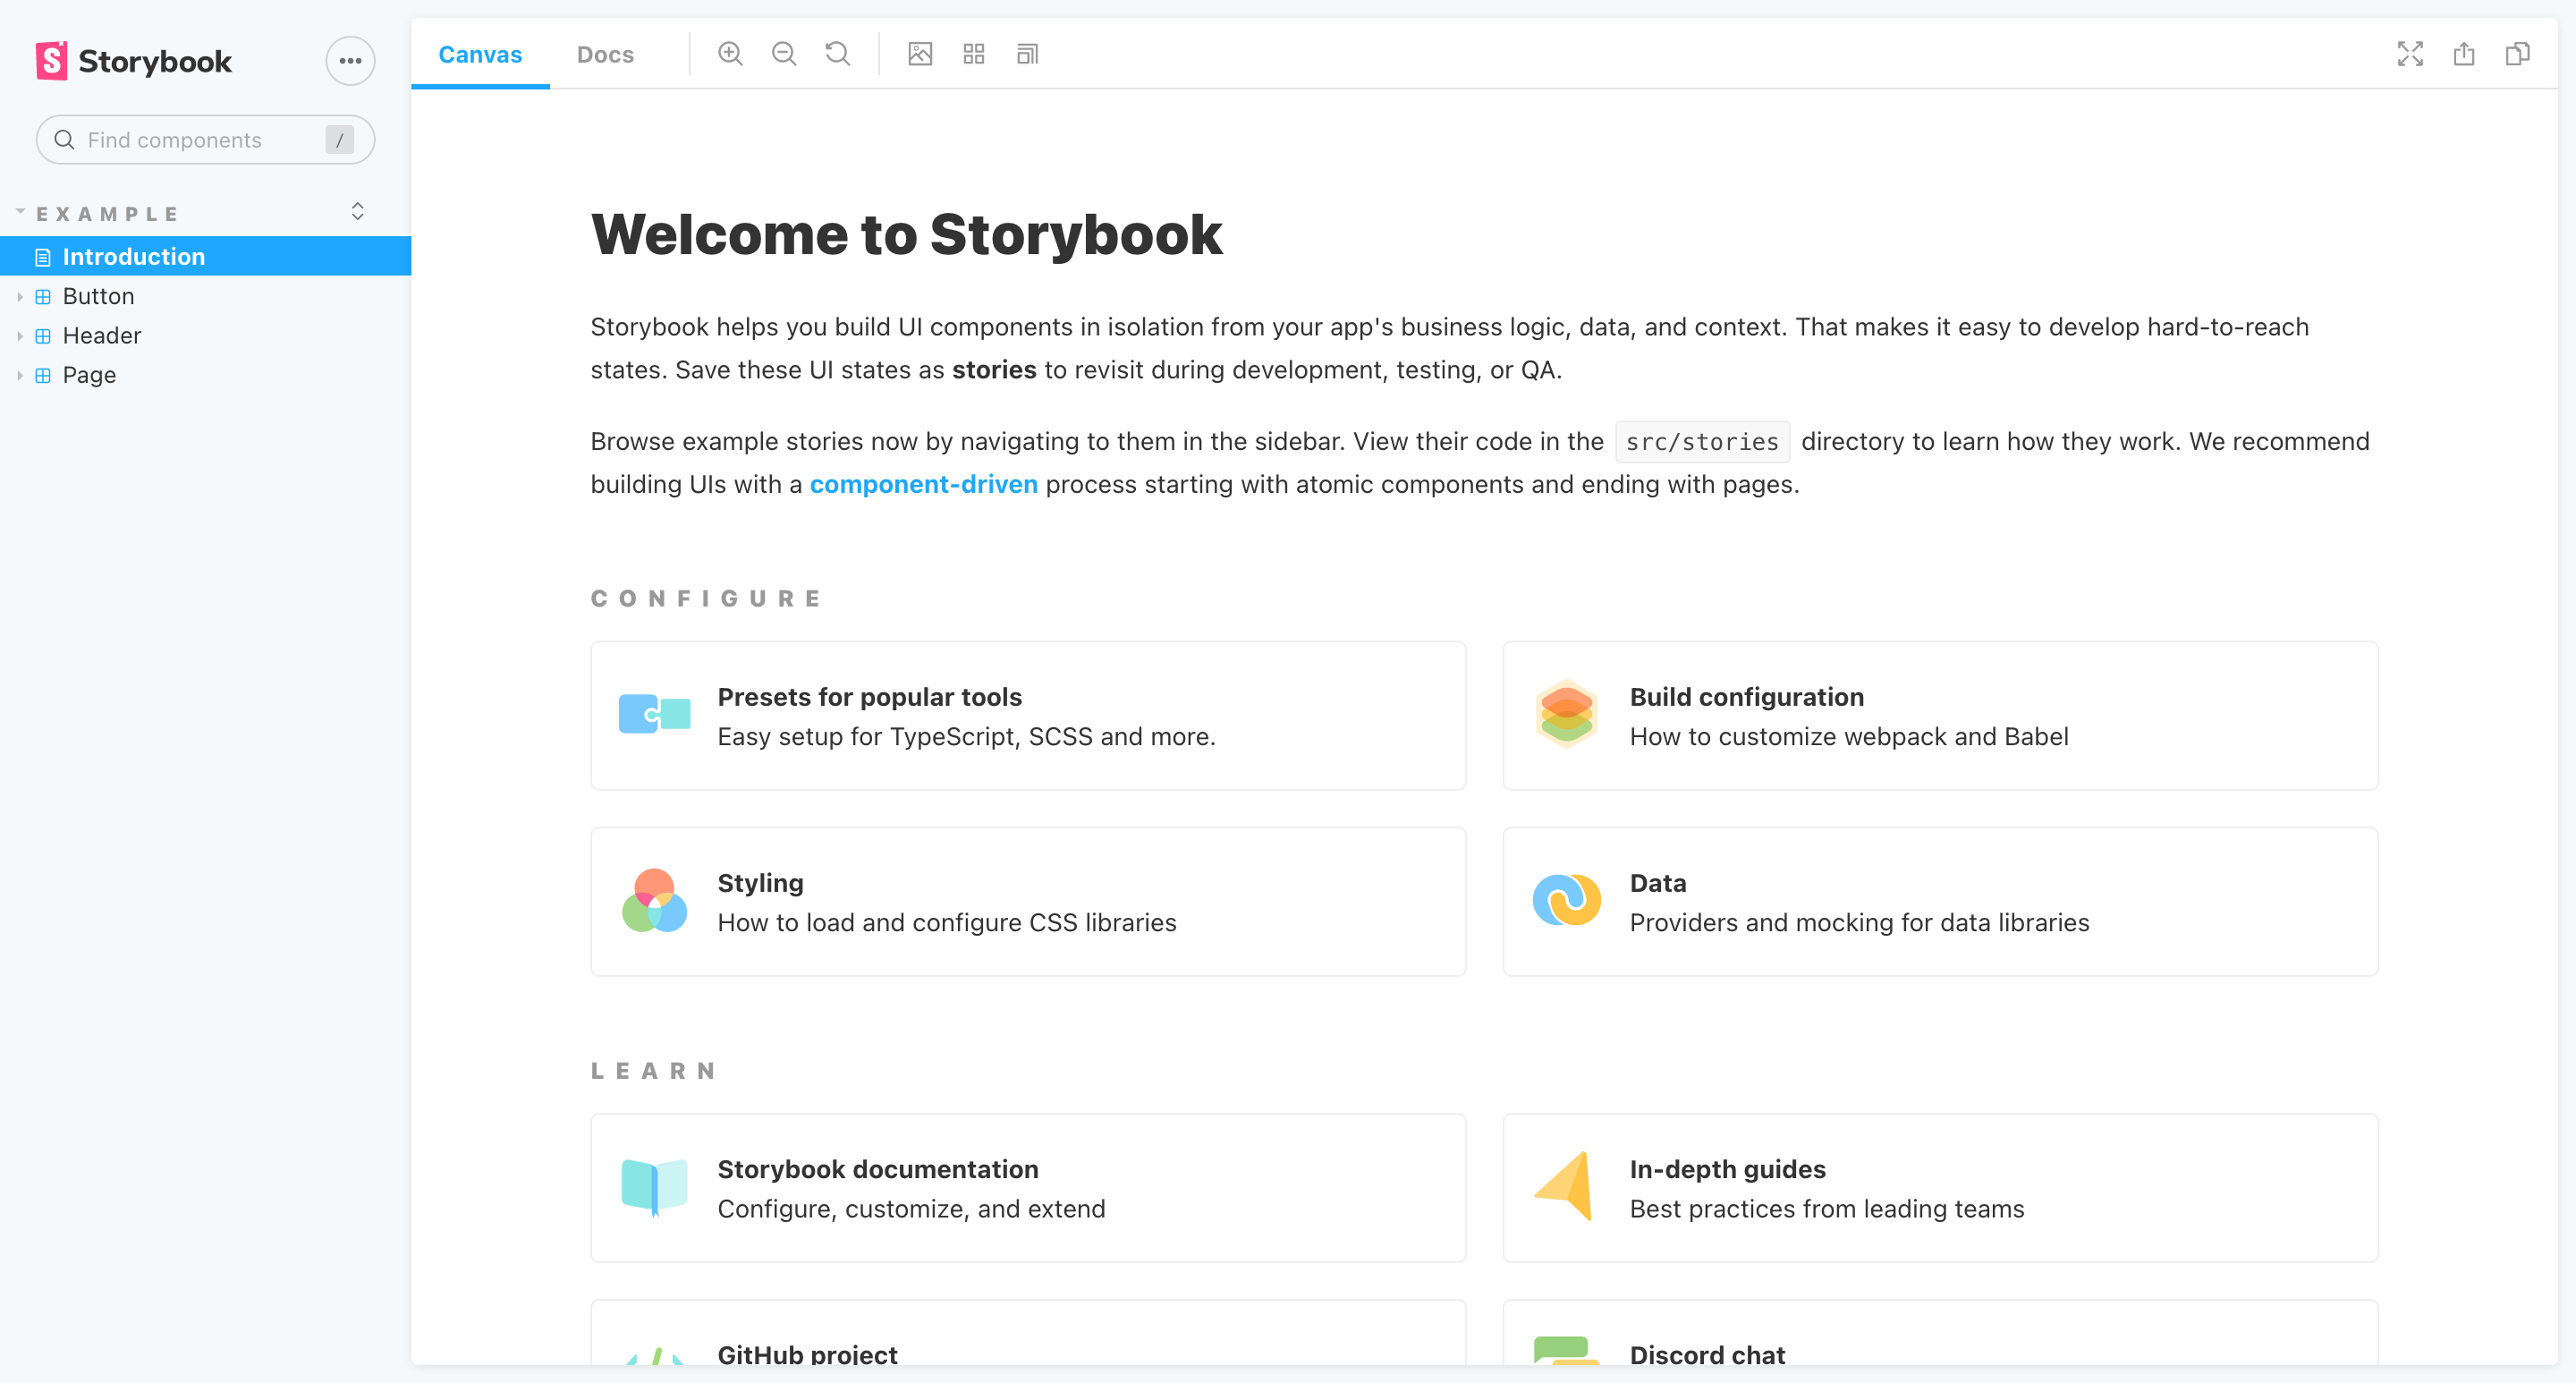 Storybook
Find components
/
EXAMPLE
Introduction
Button
Header
Page
Canvas
Docs
Welcome to Storybook
Storybook helps you build UI components in isolation from your app's business logic, data, and context. That makes it easy to develop hard-to-reach
states. Save these UI states as stories to revisit during development, testing, or QA.
Browse example stories now by navigating to them in the sidebar. View their code in the src/stories directory to learn how they work. We recommend
building UIs with a component-driven process starting with atomic components and ending with pages.
CONFIGURE
Presets for popular tools
Easy setup for TypeScript, SCSS and more.
Build configuration
How to customize webpack and Babel
Styling
How to load and configure CSS libraries
Data
Providers and mocking for data libraries
LEARN
Storybook documentation
Configure, customize, and extend
In-depth guides
Best practices from leading teams
GitHub project
Discord chat